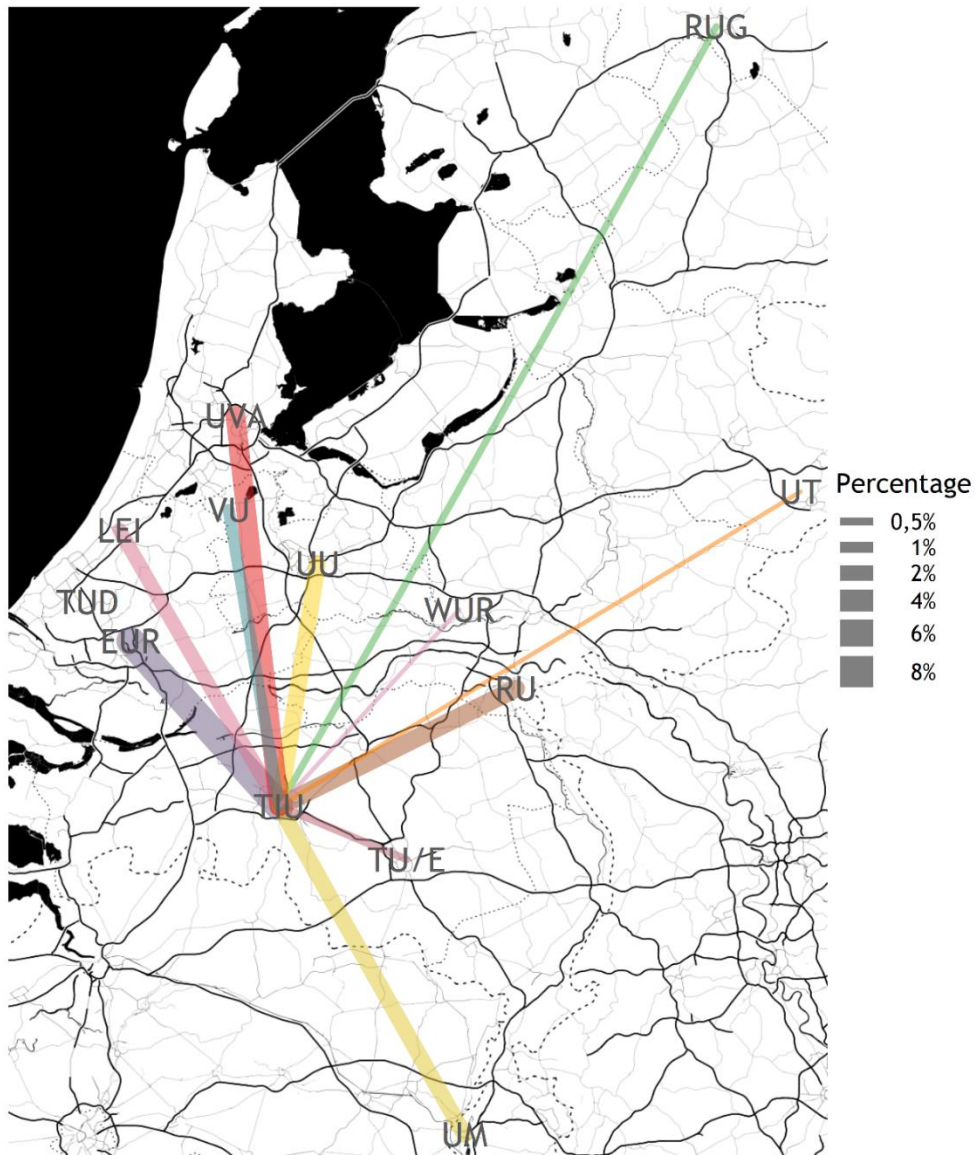 RUG
UVA
UT
Percentage
VU
0,5%
LEI
1%
UU
2%
TUD
WUR
4%
EUR
6%
RU
8%
TIU
TU/E
UM